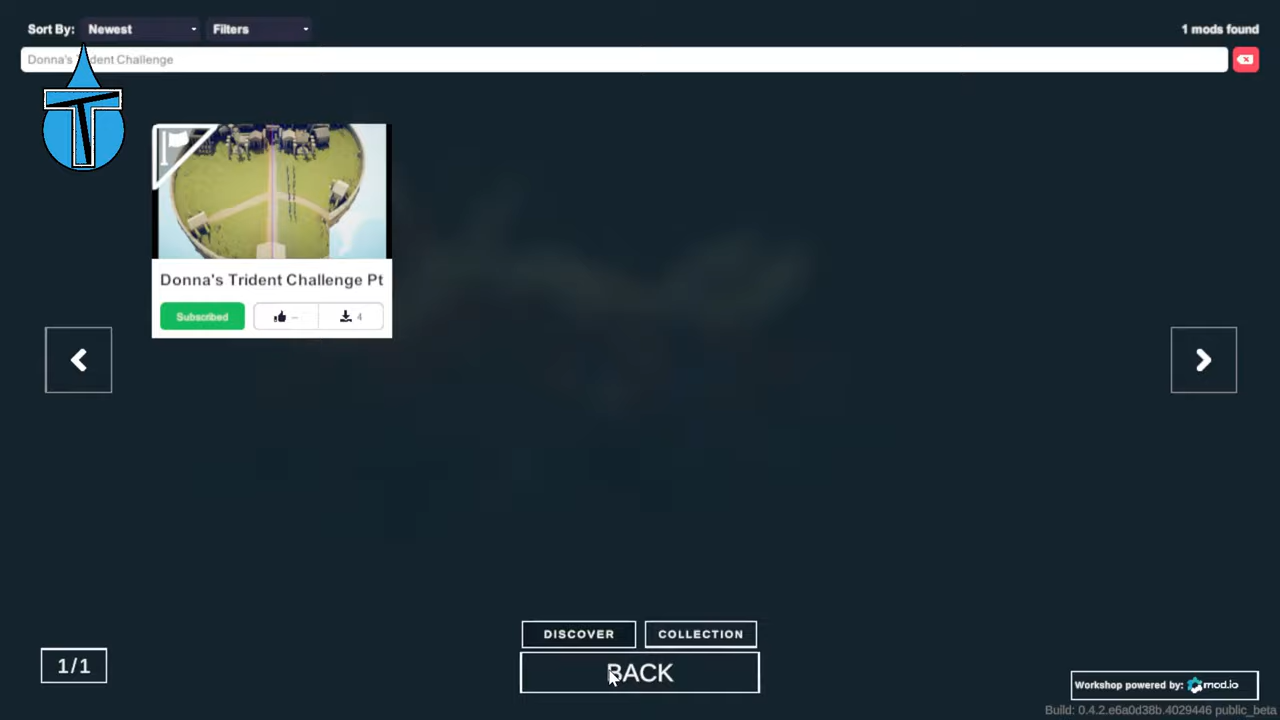 Sort By: Newest Filters 1 mods found
Donna's Trident Challenge
T
Donna's Trident Challenge Pt
Subscribed - 4
DISCOVER COLLECTION
1/1 BACK
Workshop powered by: mod.io
Build: 0.4.2.e6a0d38b.4029446 public_beta